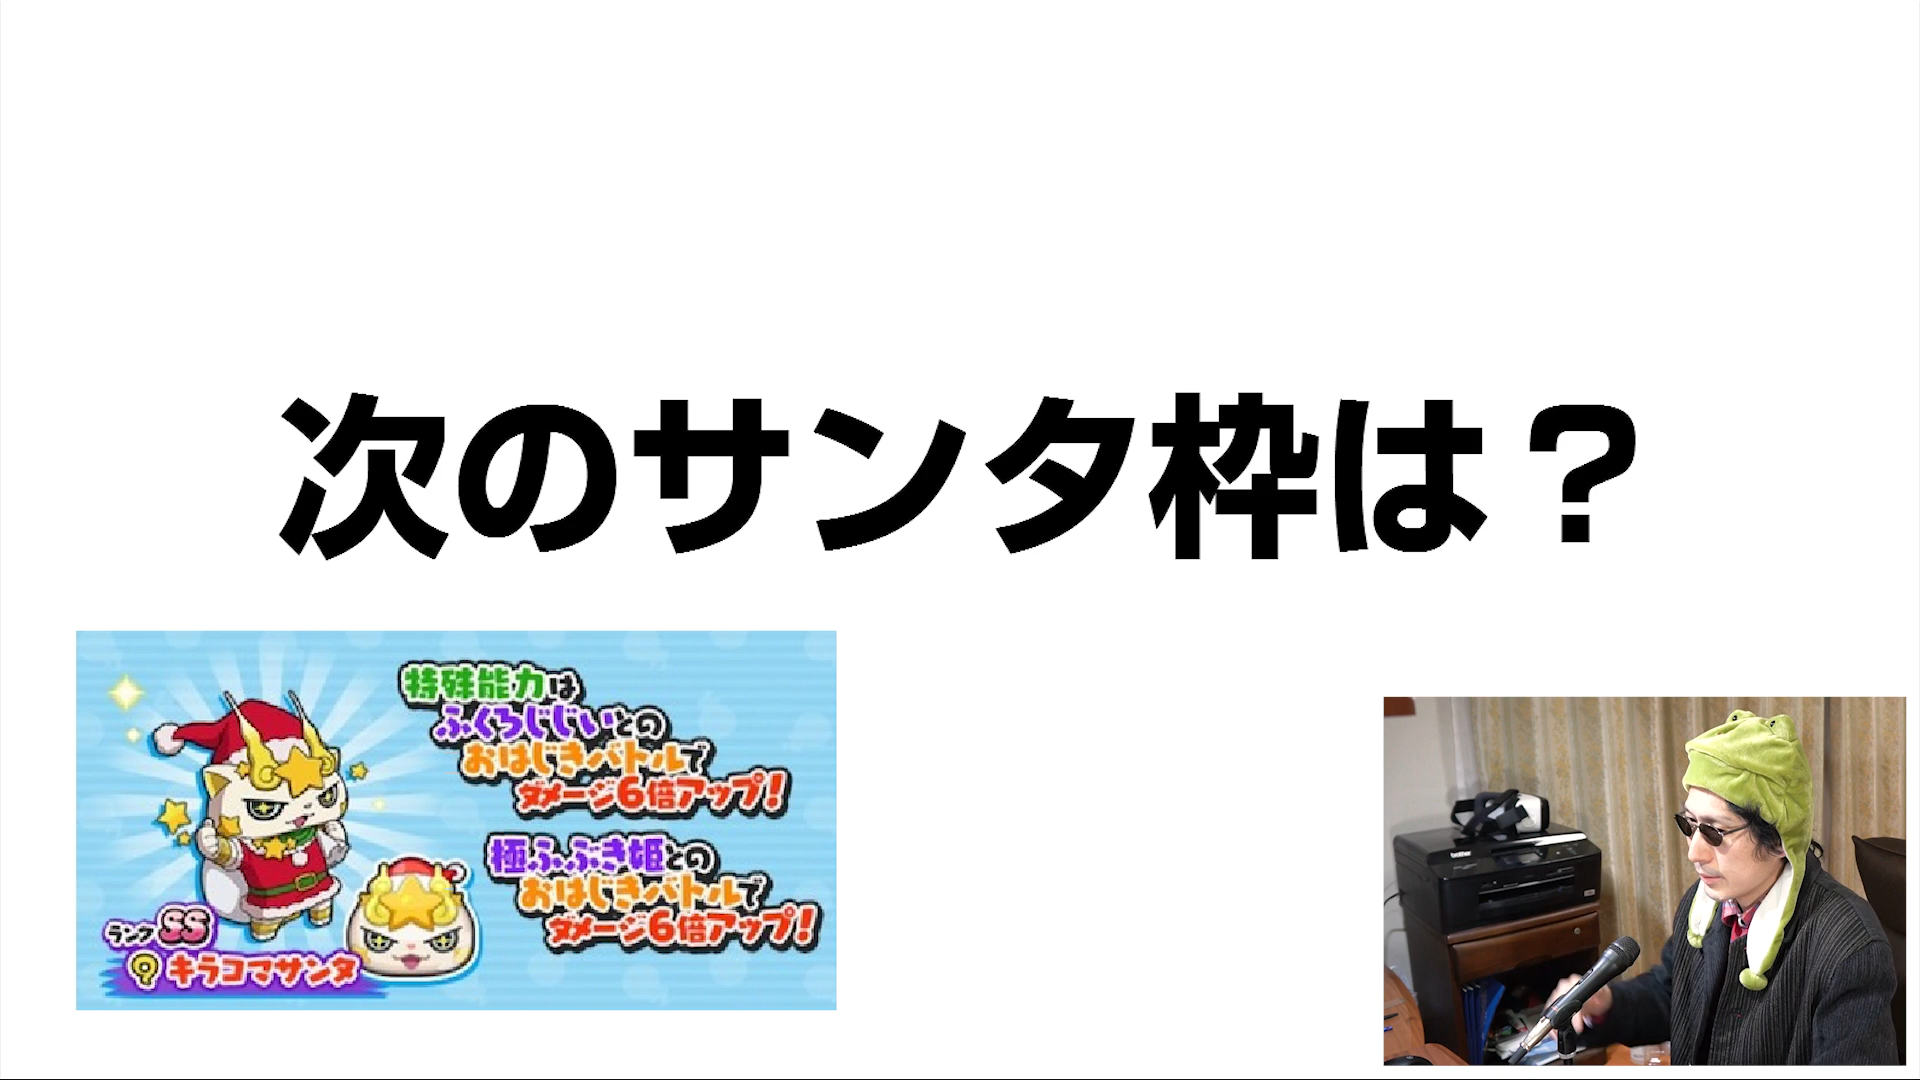 次のサンタ枠は？
特殊能力は
ふくろじじいとの
おはじきバトルで
ダメージ6倍アップ!
極ふぶき姫との
おはじきバトルで
ダメージ6倍アップ!
ランクSS
キラコマサンタ
brother